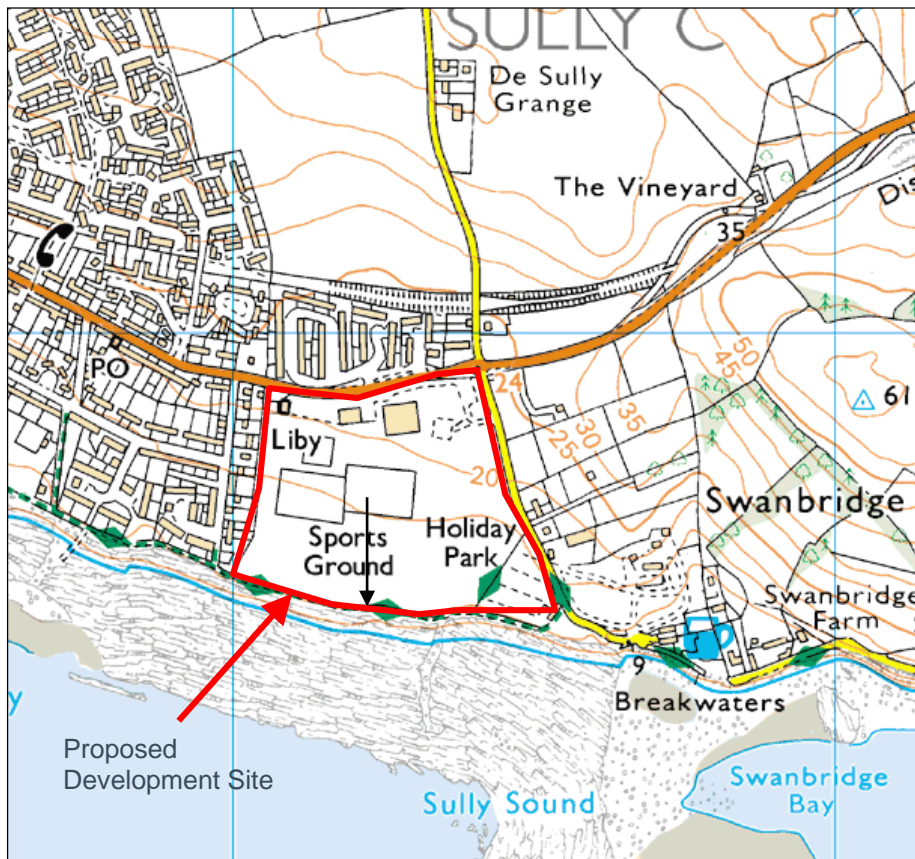 SULLY C
De Sully
Grange
The Vineyard
35
Dis
PO
24
Liby
20
25
30
35
45
50
61
Sports
Ground
Holiday
Park
Swanbridge
Swanbridge
Farm
9
Breakwaters
y
Proposed
Development Site
Sully Sound
Swanbridge
Bay